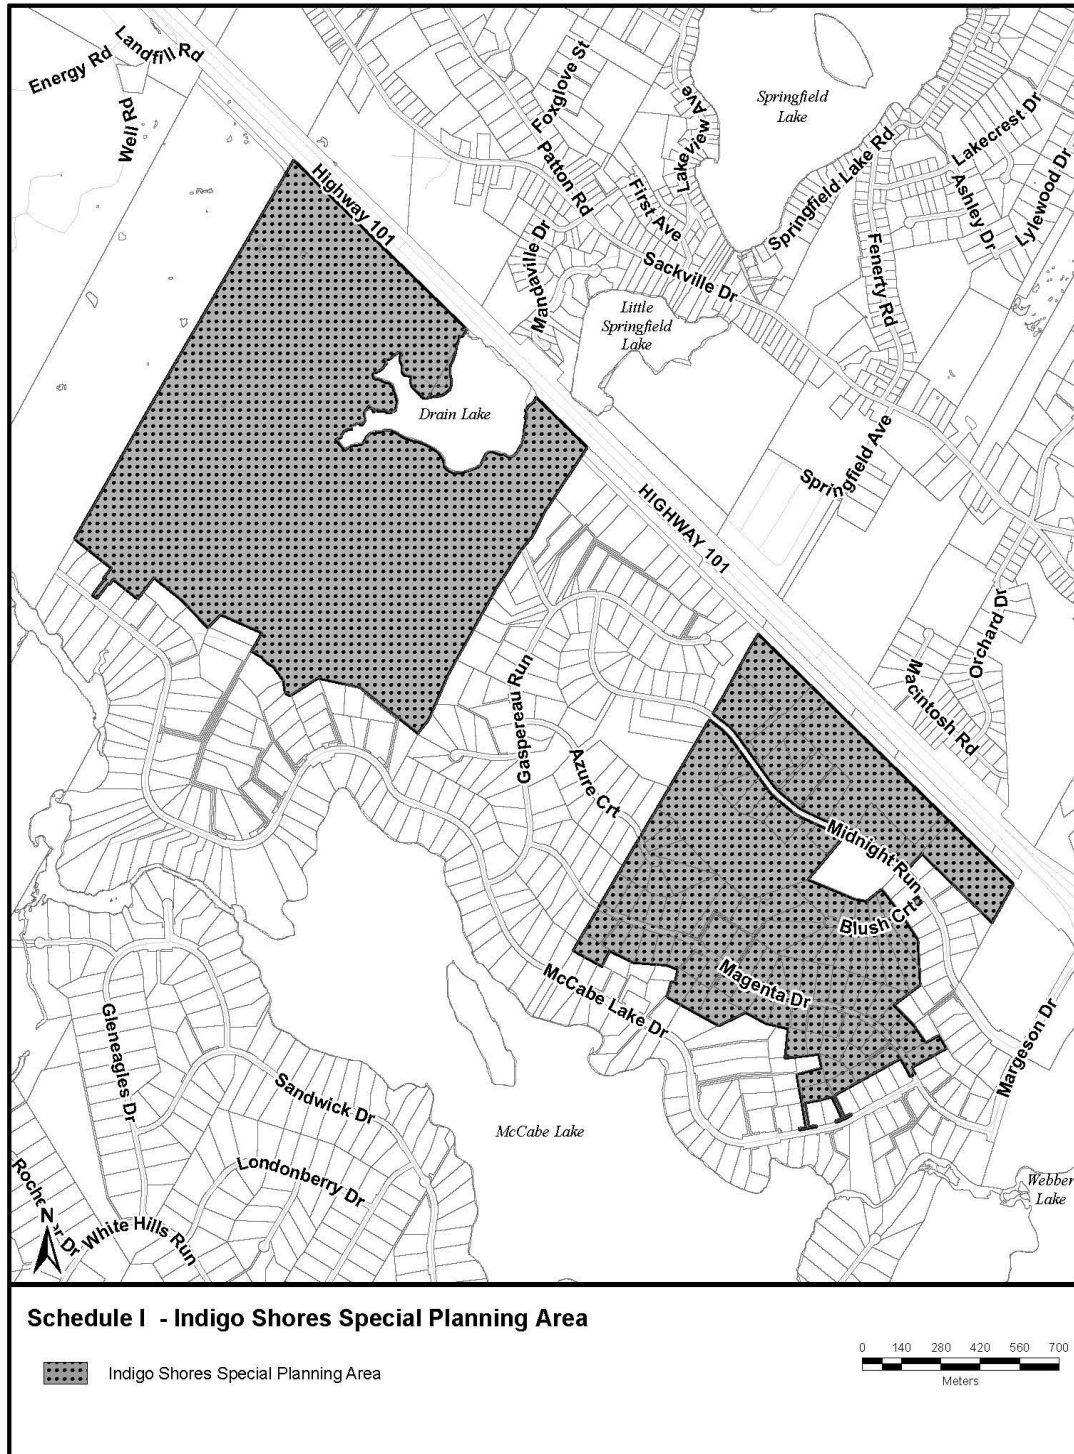 Energy Rd
Landfill Rd
Well Rd
Foxglove St
Lakeview Ave
Springfield
Lake
Springfield Lake Rd
Lakecrest Dr
Ashley Dr
Lylewood Dr
Highway 101
Patton Rd
First Ave
Sackville Dr
Fenerty Rd
Little
Springfield
Lake
Drain Lake
Springfield Ave
HIGHWAY 101
Orchard Dr
Macintosh Rd
Gaspereau Run
Azure Crt
Midnight Run
Blush Crt
Magenta Dr
McCabe Lake Dr
Margeson Dr
Gleneagles Dr
Sandwick Dr
McCabe Lake
Londonberry Dr
Webber
Lake
White Hills Run
N
Schedule I - Indigo Shores Special Planning Area
Indigo Shores Special Planning Area
0 140 280 420 560 700
Meters